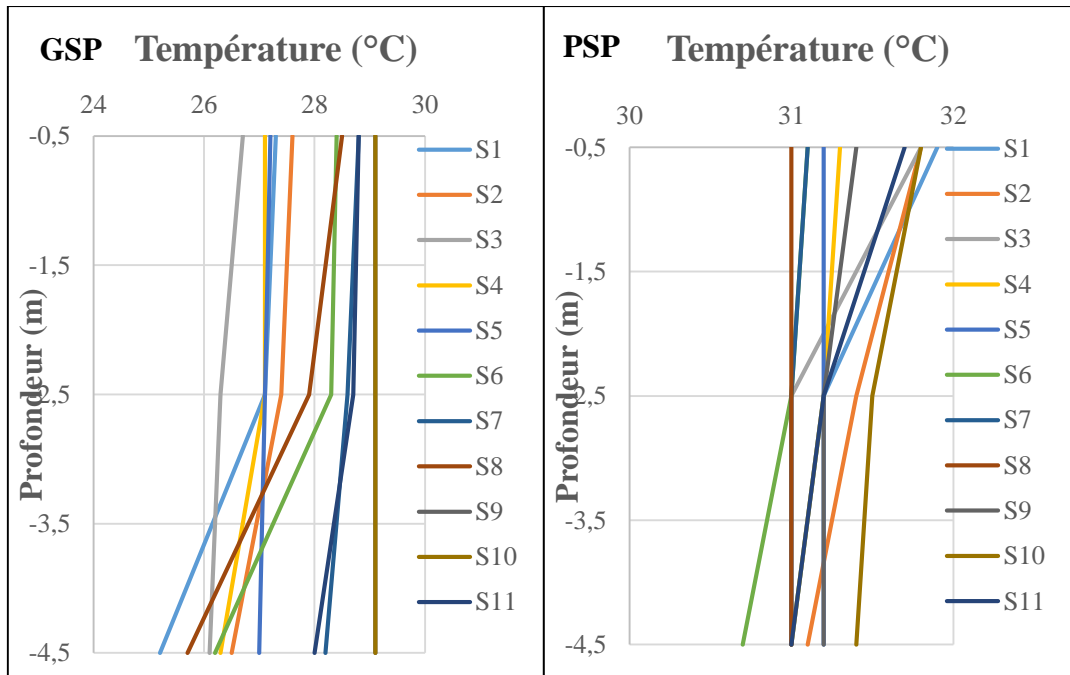 GSP Température (°C)
24 26 28 30
-0,5
-1,5
-2,5
-3,5
-4,5
Profondeur (m)
S1
S2
S3
S4
S5
S6
S7
S8
S9
S10
S11
PSP Température (°C)
30 31 32
-0,5
-1,5
-2,5
-3,5
-4,5
Profondeur (m)
S1
S2
S3
S4
S5
S6
S7
S8
S9
S10
S11